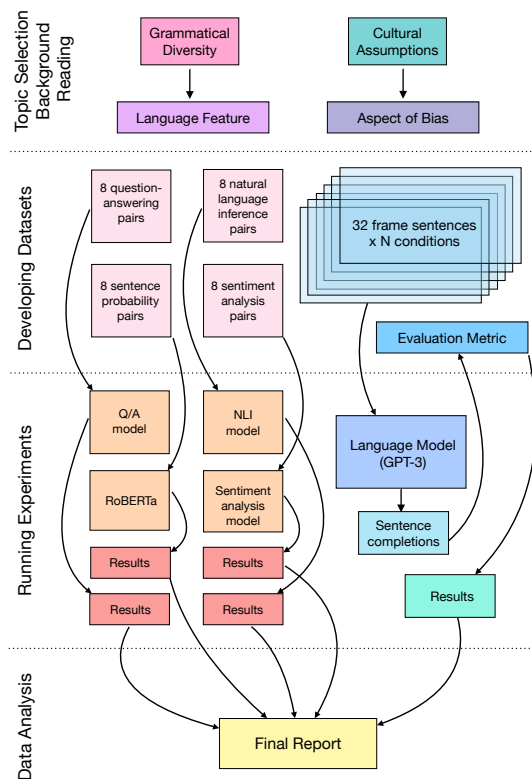 Topic Selection
Background
Reading
Grammatical
Diversity
Cultural
Assumptions
Language Feature
Aspect of Bias
Developing Datasets
8 question-
answering
pairs
8 natural
language
inference
pairs
32 frame sentences
x N conditions
8 sentence
probability
pairs
8 sentiment
analysis
pairs
Evaluation Metric
Running Experiments
Q/A
model
NLI
model
Language Model
(GPT-3)
RoBERTa
Sentiment
analysis
model
Sentence
completions
Results
Results
Results
Results
Results
Data Analysis
Final Report